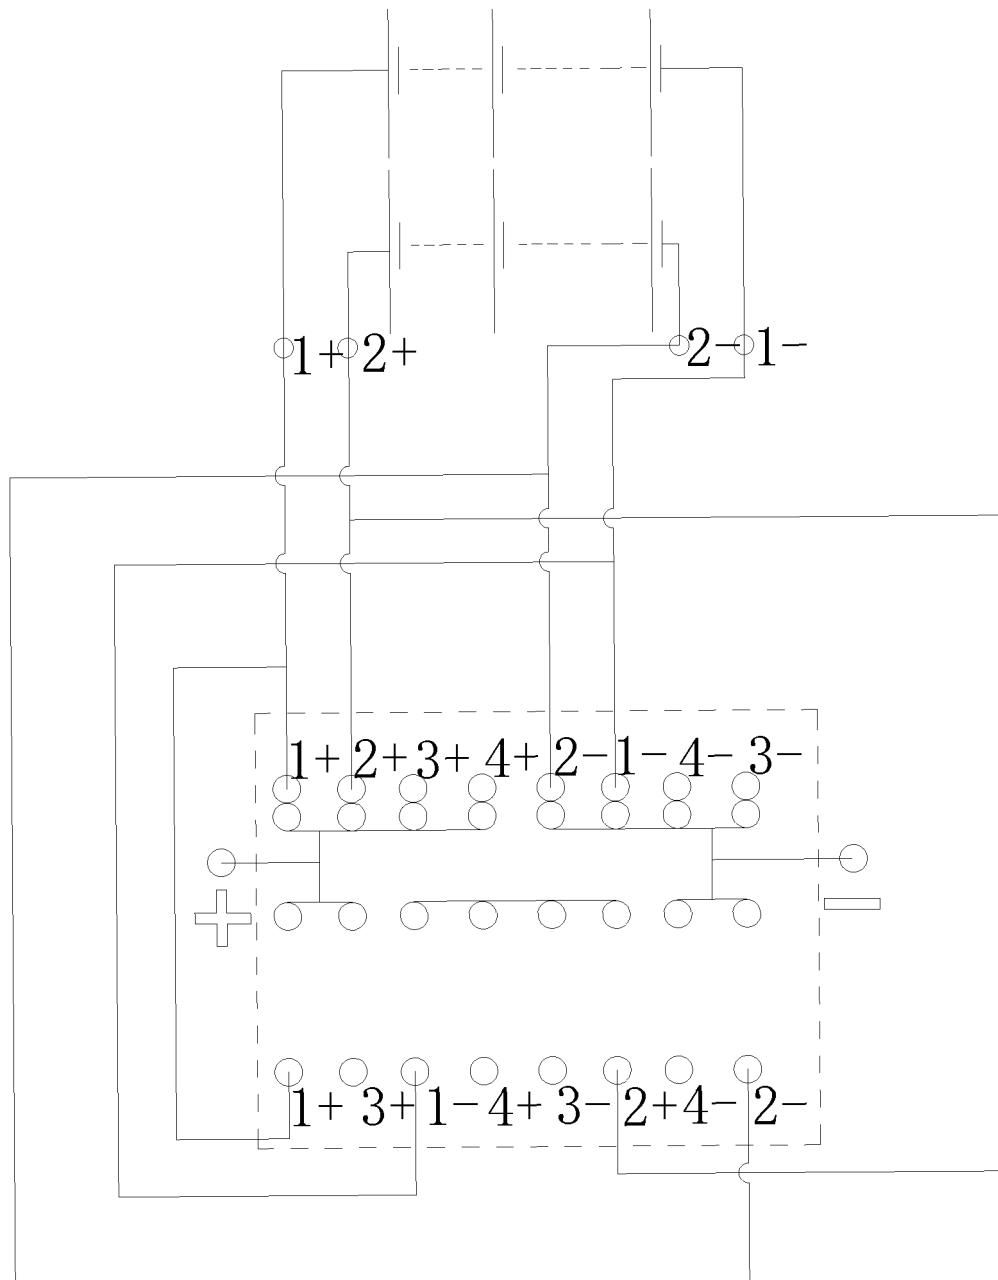 1+ 2+ 2- 1-
1+ 2+ 3+ 4+ 2- 1- 4- 3-
+ -
1+ 3+ 1- 4+ 3- 2+ 4- 2-